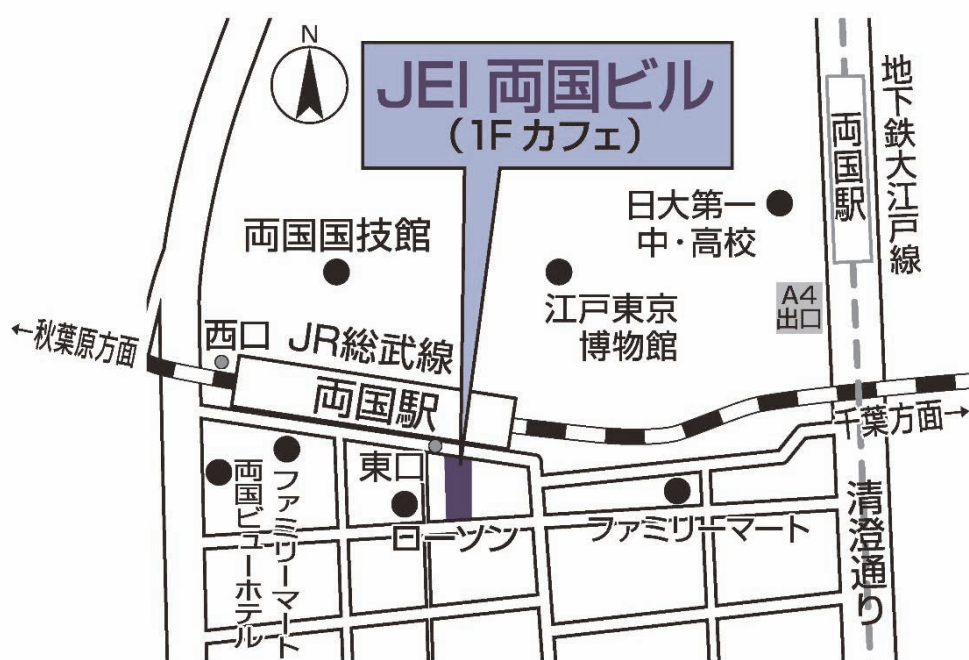 N
JEI 両国ビル
(1F カフェ)
両国国技館
日大第一
中・高校
江戸東京
博物館
A4
出口
両国駅
地下鉄大江戸線
←秋葉原方面
西口
JR総武線
両国駅
千葉方面→
東口
ローソン
ファミリーマート
両国ビューホテル
ファミリーマート
清澄通り